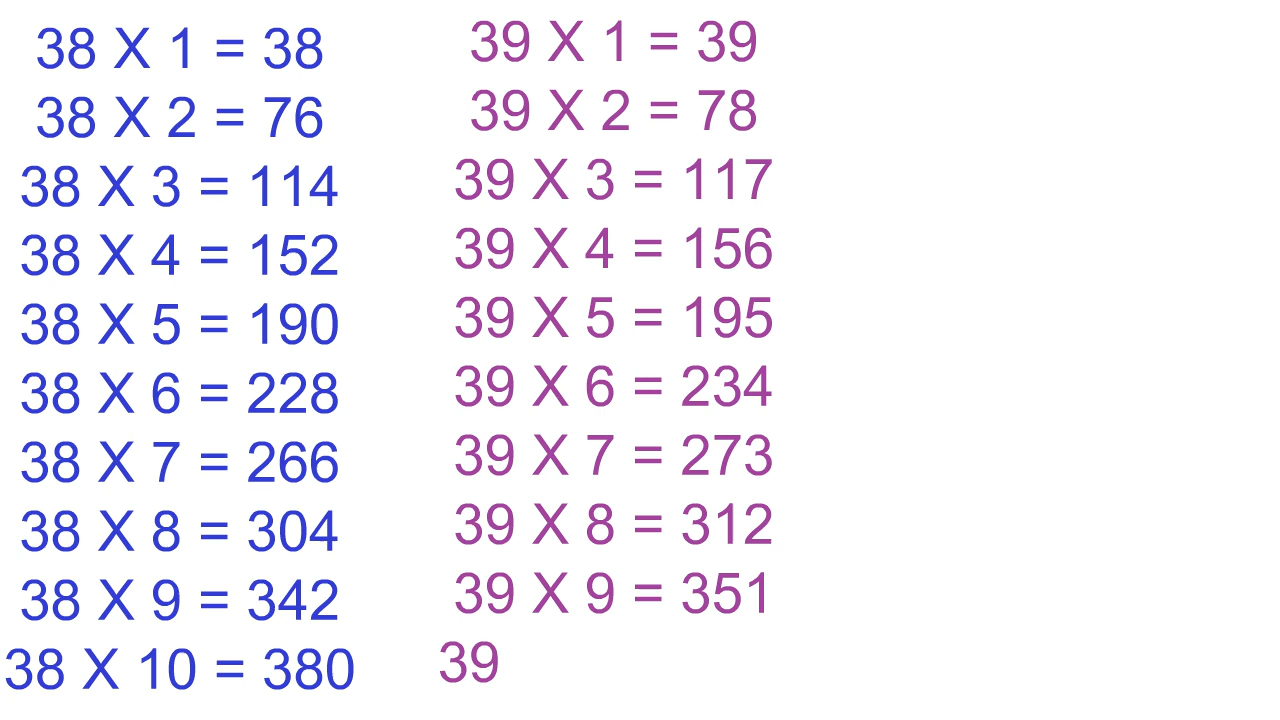 38 X 1 = 38
38 X 2 = 76
38 X 3 = 114
38 X 4 = 152
38 X 5 = 190
38 X 6 = 228
38 X 7 = 266
38 X 8 = 304
38 X 9 = 342
38 X 10 = 380
39 X 1 = 39
39 X 2 = 78
39 X 3 = 117
39 X 4 = 156
39 X 5 = 195
39 X 6 = 234
39 X 7 = 273
39 X 8 = 312
39 X 9 = 351
39